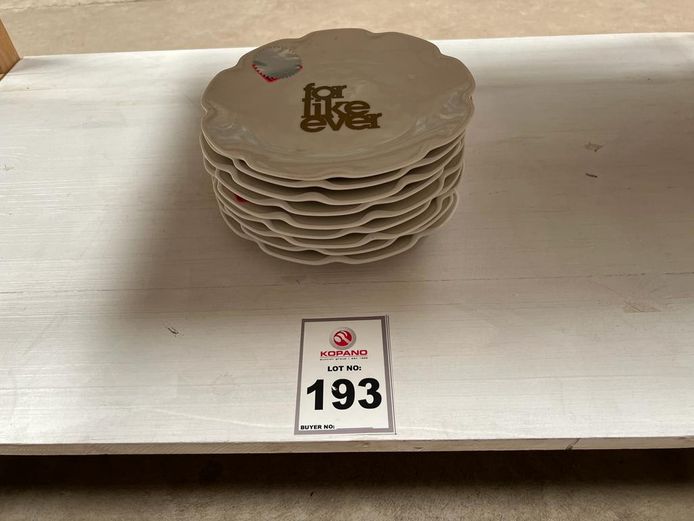 for
like
ever
KOPANO
LOT NO:
193
BUYER NO: